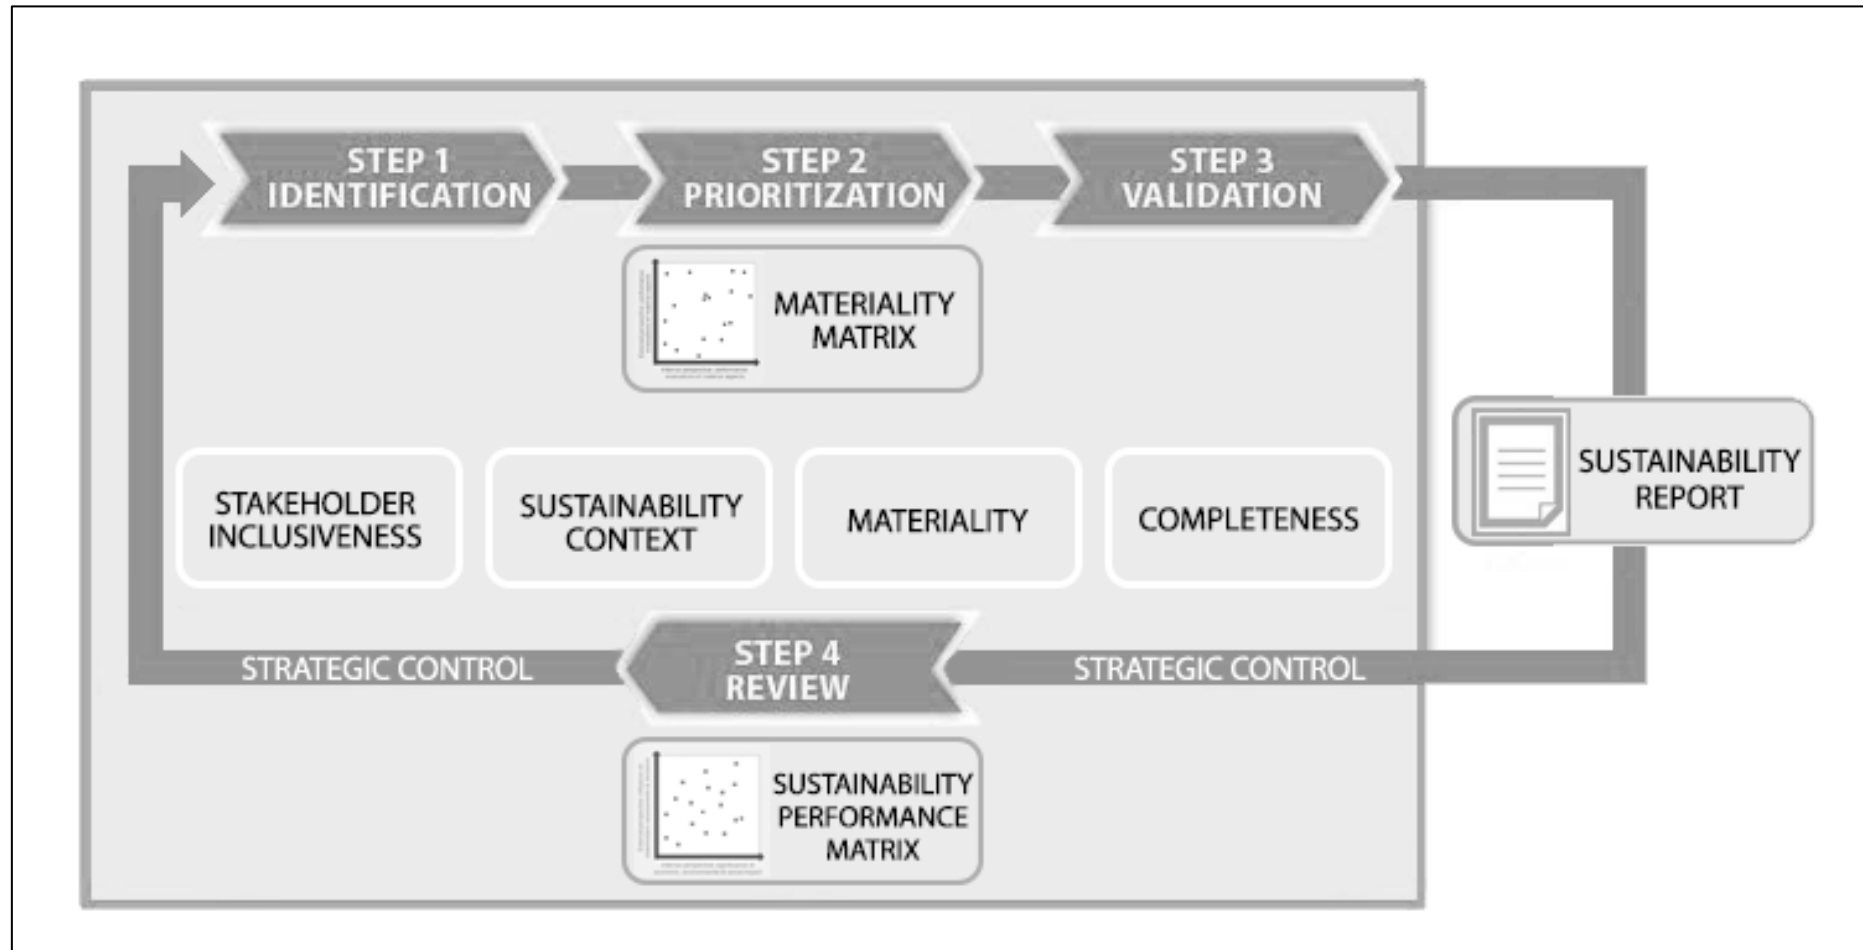 STEP 1
IDENTIFICATION
STEP 2
PRIORITIZATION
STEP 3
VALIDATION
MATERIALITY
MATRIX
STAKEHOLDER
INCLUSIVENESS
SUSTAINABILITY
CONTEXT
MATERIALITY
COMPLETENESS
SUSTAINABILITY
REPORT
STRATEGIC CONTROL
STEP 4
REVIEW
STRATEGIC CONTROL
SUSTAINABILITY
PERFORMANCE
MATRIX